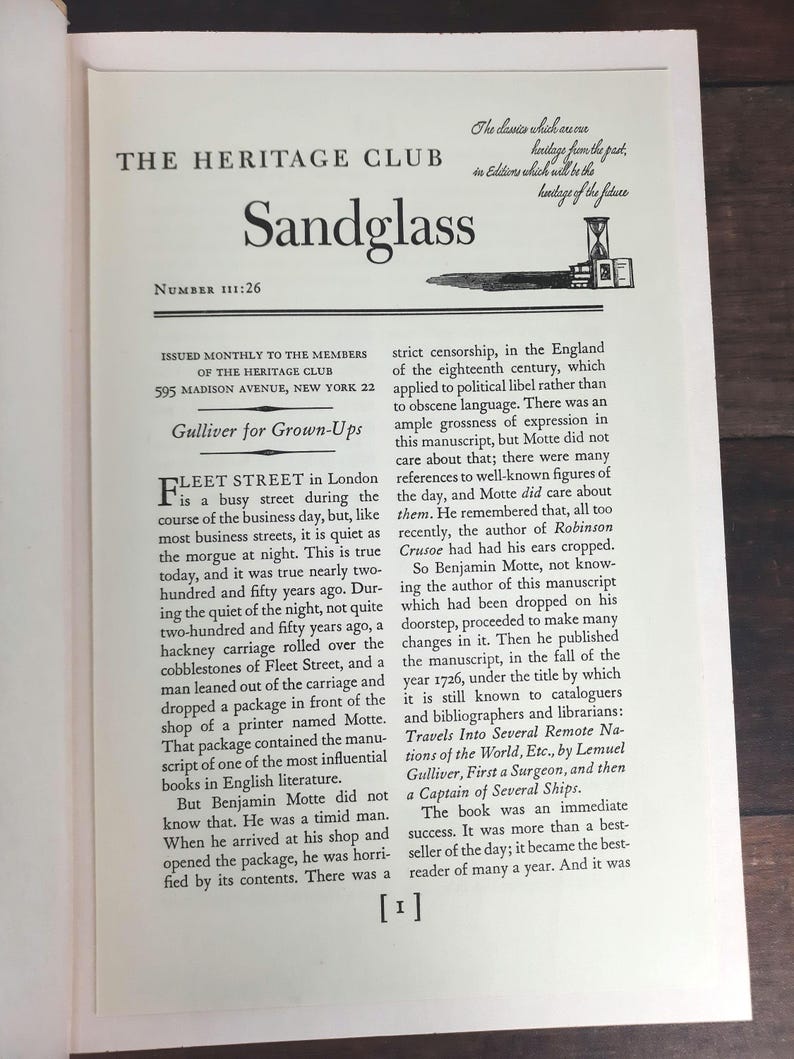 The classics which are our
heritage from the past,
in Editions which will be the
heritage of the future
THE HERITAGE CLUB
Sandglass
NUMBER III:26
ISSUED MONTHLY TO THE MEMBERS
OF THE HERITAGE CLUB
595 MADISON AVENUE, NEW YORK 22
Gulliver for Grown-Ups
FLEET STREET in London
is a busy street during the
course of the business day, but, like
most business streets, it is quiet as
the morgue at night. This is true
today, and it was true nearly two-
hundred and fifty years ago. Dur-
ing the quiet of the night, not quite
two-hundred and fifty years ago, a
hackney carriage rolled over the
cobblestones of Fleet Street, and a
man leaned out of the carriage and
dropped a package in front of the
shop of a printer named Motte.
That package contained the manu-
script of one of the most influential
books in English literature.
But Benjamin Motte did not
know that. He was a timid man.
When he arrived at his shop and
opened the package, he was horri-
fied by its contents. There was a
strict censorship, in the England
of the eighteenth century, which
applied to political libel rather than
to obscene language. There was an
ample grossness of expression in
this manuscript, but Motte did not
care about that; there were many
references to well-known figures of
the day, and Motte did care about
them. He remembered that, all too
recently, the author of Robinson
Crusoe had had his ears cropped.
So Benjamin Motte, not know-
ing the author of this manuscript
which had been dropped on his
doorstep, proceeded to make many
changes in it. Then he published
the manuscript, in the fall of the
year 1726, under the title by which
it is still known to cataloguers
and bibliographers and librarians:
Travels Into Several Remote Na-
tions of the World, Etc., by Lemuel
Gulliver, First a Surgeon, and then
a Captain of Several Ships.
The book was an immediate
success. It was more than a best-
seller of the day; it became the best-
reader of many a year. And it was
[ 1 ]